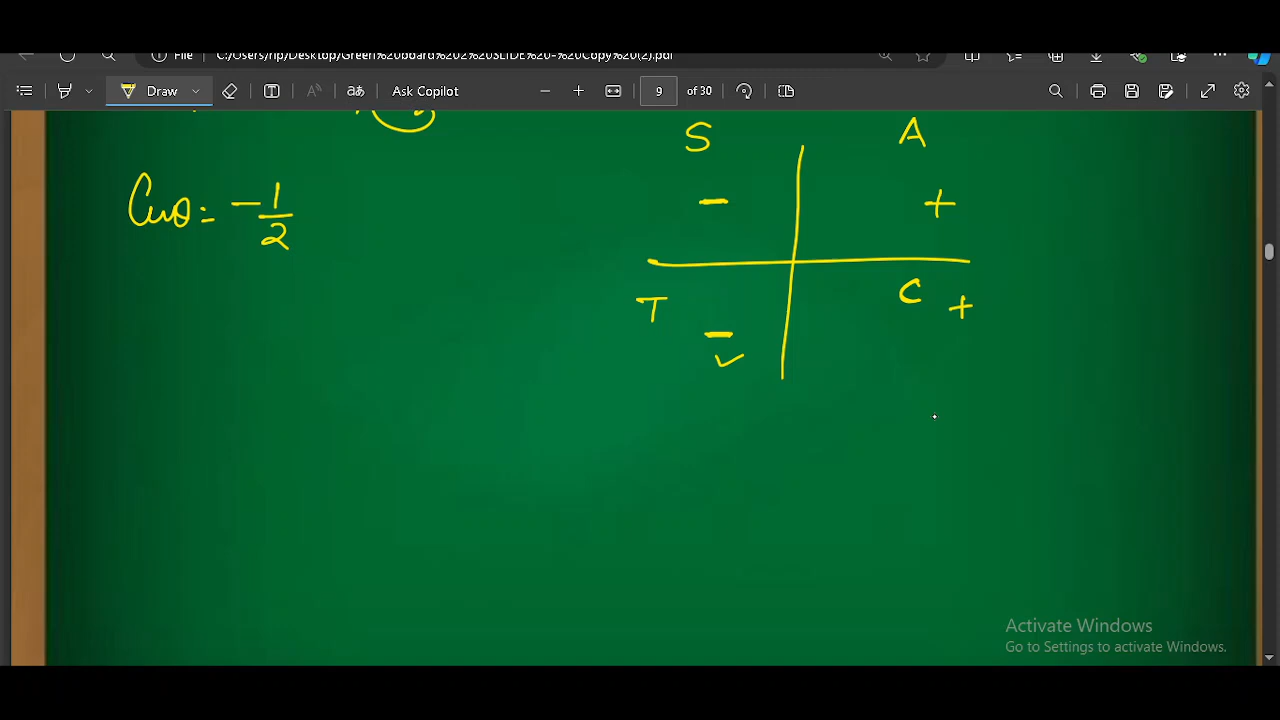 File C:/Users/hp/Desktop/Green%20board%202%20SLIDE-%20Copy%20(2).pdf
Draw Ask Copilot 9 of 30
S A
- +
Cosθ = -1/2
T C +
-
Activate Windows
Go to Settings to activate Windows.